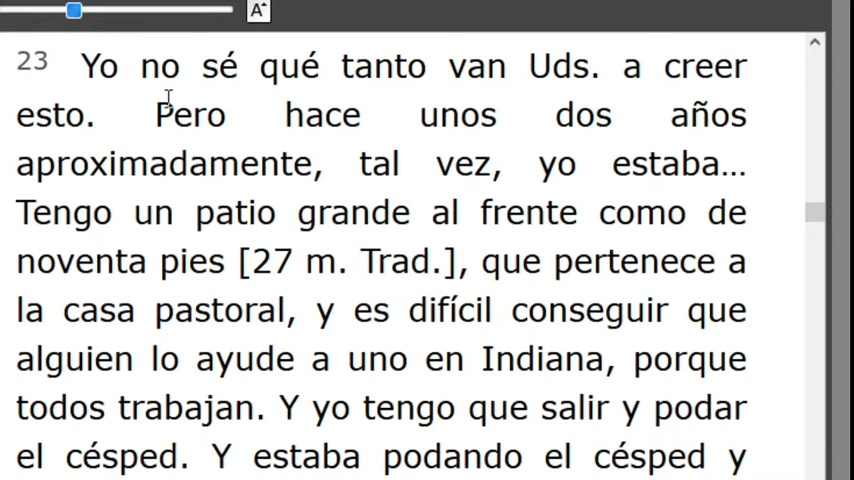 A
23 Yo no sé qué tanto van Uds. a creer
esto. Pero hace unos dos años
aproximadamente, tal vez, yo estaba...
Tengo un patio grande al frente como de
noventa pies [27 m. Trad.], que pertenece a
la casa pastoral, y es difícil conseguir que
alguien lo ayude a uno en Indiana, porque
todos trabajan. Y yo tengo que salir y podar
el césped. Y estaba podando el césped y